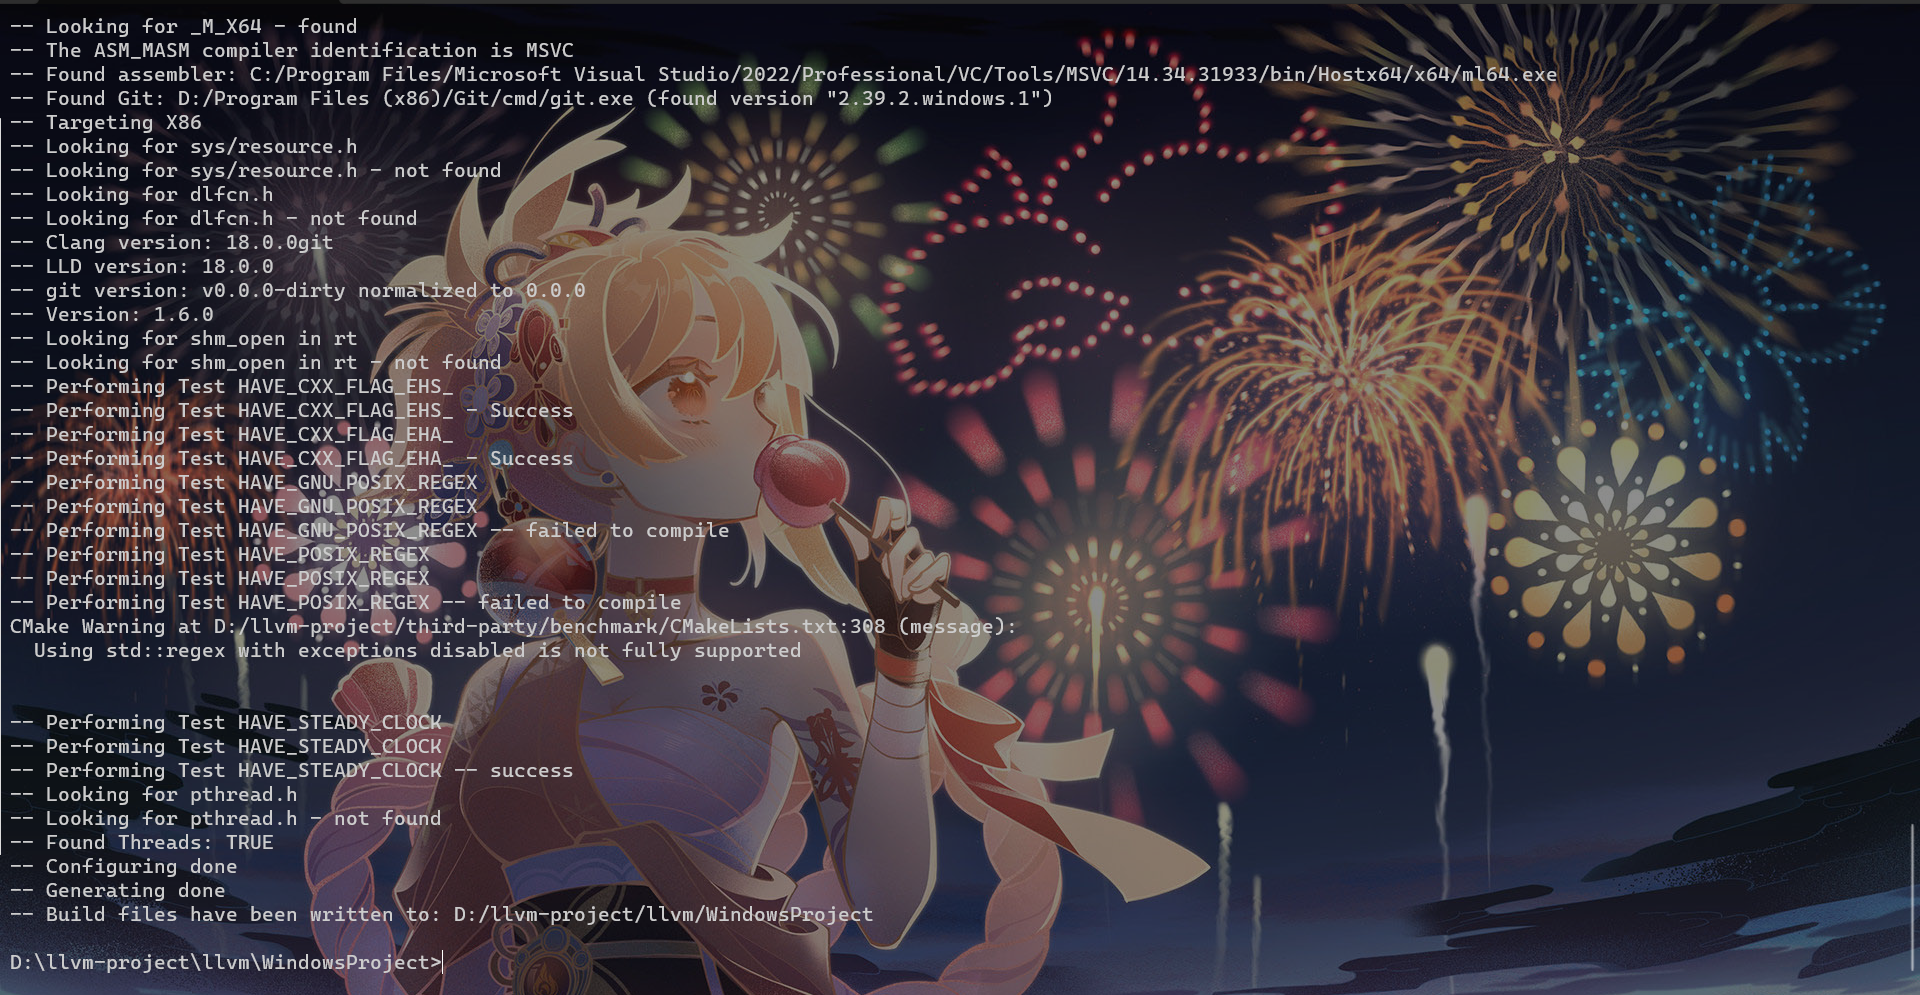 -- Looking for _M_X64 - found
-- The ASM_MASM compiler identification is MSVC
-- Found assembler: C:/Program Files/Microsoft Visual Studio/2022/Professional/VC/Tools/MSVC/14.34.31933/bin/Hostx64/x64/ml64.exe
-- Found Git: D:/Program Files (x86)/Git/cmd/git.exe (found version "2.39.2.windows.1")
-- Targeting X86
-- Looking for sys/resource.h
-- Looking for sys/resource.h - not found
-- Looking for dlfcn.h
-- Looking for dlfcn.h - not found
-- Clang version: 18.0.0git
-- LLD version: 18.0.0
-- git version: v0.0.0-dirty normalized to 0.0.0
-- Version: 1.6.0
-- Looking for shm_open in rt
-- Looking for shm_open in rt - not found
-- Performing Test HAVE_CXX_FLAG_EHS_
-- Performing Test HAVE_CXX_FLAG_EHS_ - Success
-- Performing Test HAVE_CXX_FLAG_EHA_
-- Performing Test HAVE_CXX_FLAG_EHA_ - Success
-- Performing Test HAVE_GNU_POSIX_REGEX
-- Performing Test HAVE_GNU_POSIX_REGEX
-- Performing Test HAVE_GNU_POSIX_REGEX -- failed to compile
-- Performing Test HAVE_POSIX_REGEX
-- Performing Test HAVE_POSIX_REGEX
-- Performing Test HAVE_POSIX_REGEX -- failed to compile
CMake Warning at D:/llvm-project/third-party/benchmark/CMakeLists.txt:308 (message):
  Using std::regex with exceptions disabled is not fully supported
-- Performing Test HAVE_STEADY_CLOCK
-- Performing Test HAVE_STEADY_CLOCK
-- Performing Test HAVE_STEADY_CLOCK -- success
-- Looking for pthread.h
-- Looking for pthread.h - not found
-- Found Threads: TRUE
-- Configuring done
-- Generating done
-- Build files have been written to: D:/llvm-project/llvm/WindowsProject
D:\llvm-project\llvm\WindowsProject>